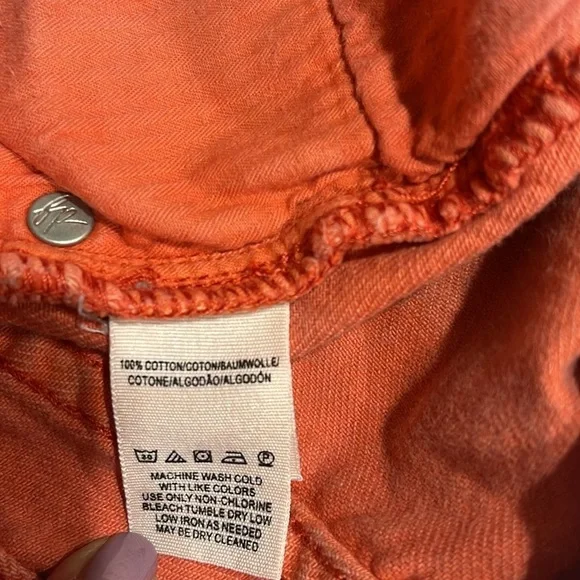 100% COTTON/COTON/BAUMWOLLE/
COTONE/ALGODÃO/ALGODÓN
30
P
MACHINE WASH COLD
WITH LIKE COLORS
USE ONLY NON-CHLORINE
BLEACH TUMBLE DRY LOW
LOW IRON AS NEEDED
MAY BE DRY CLEANED